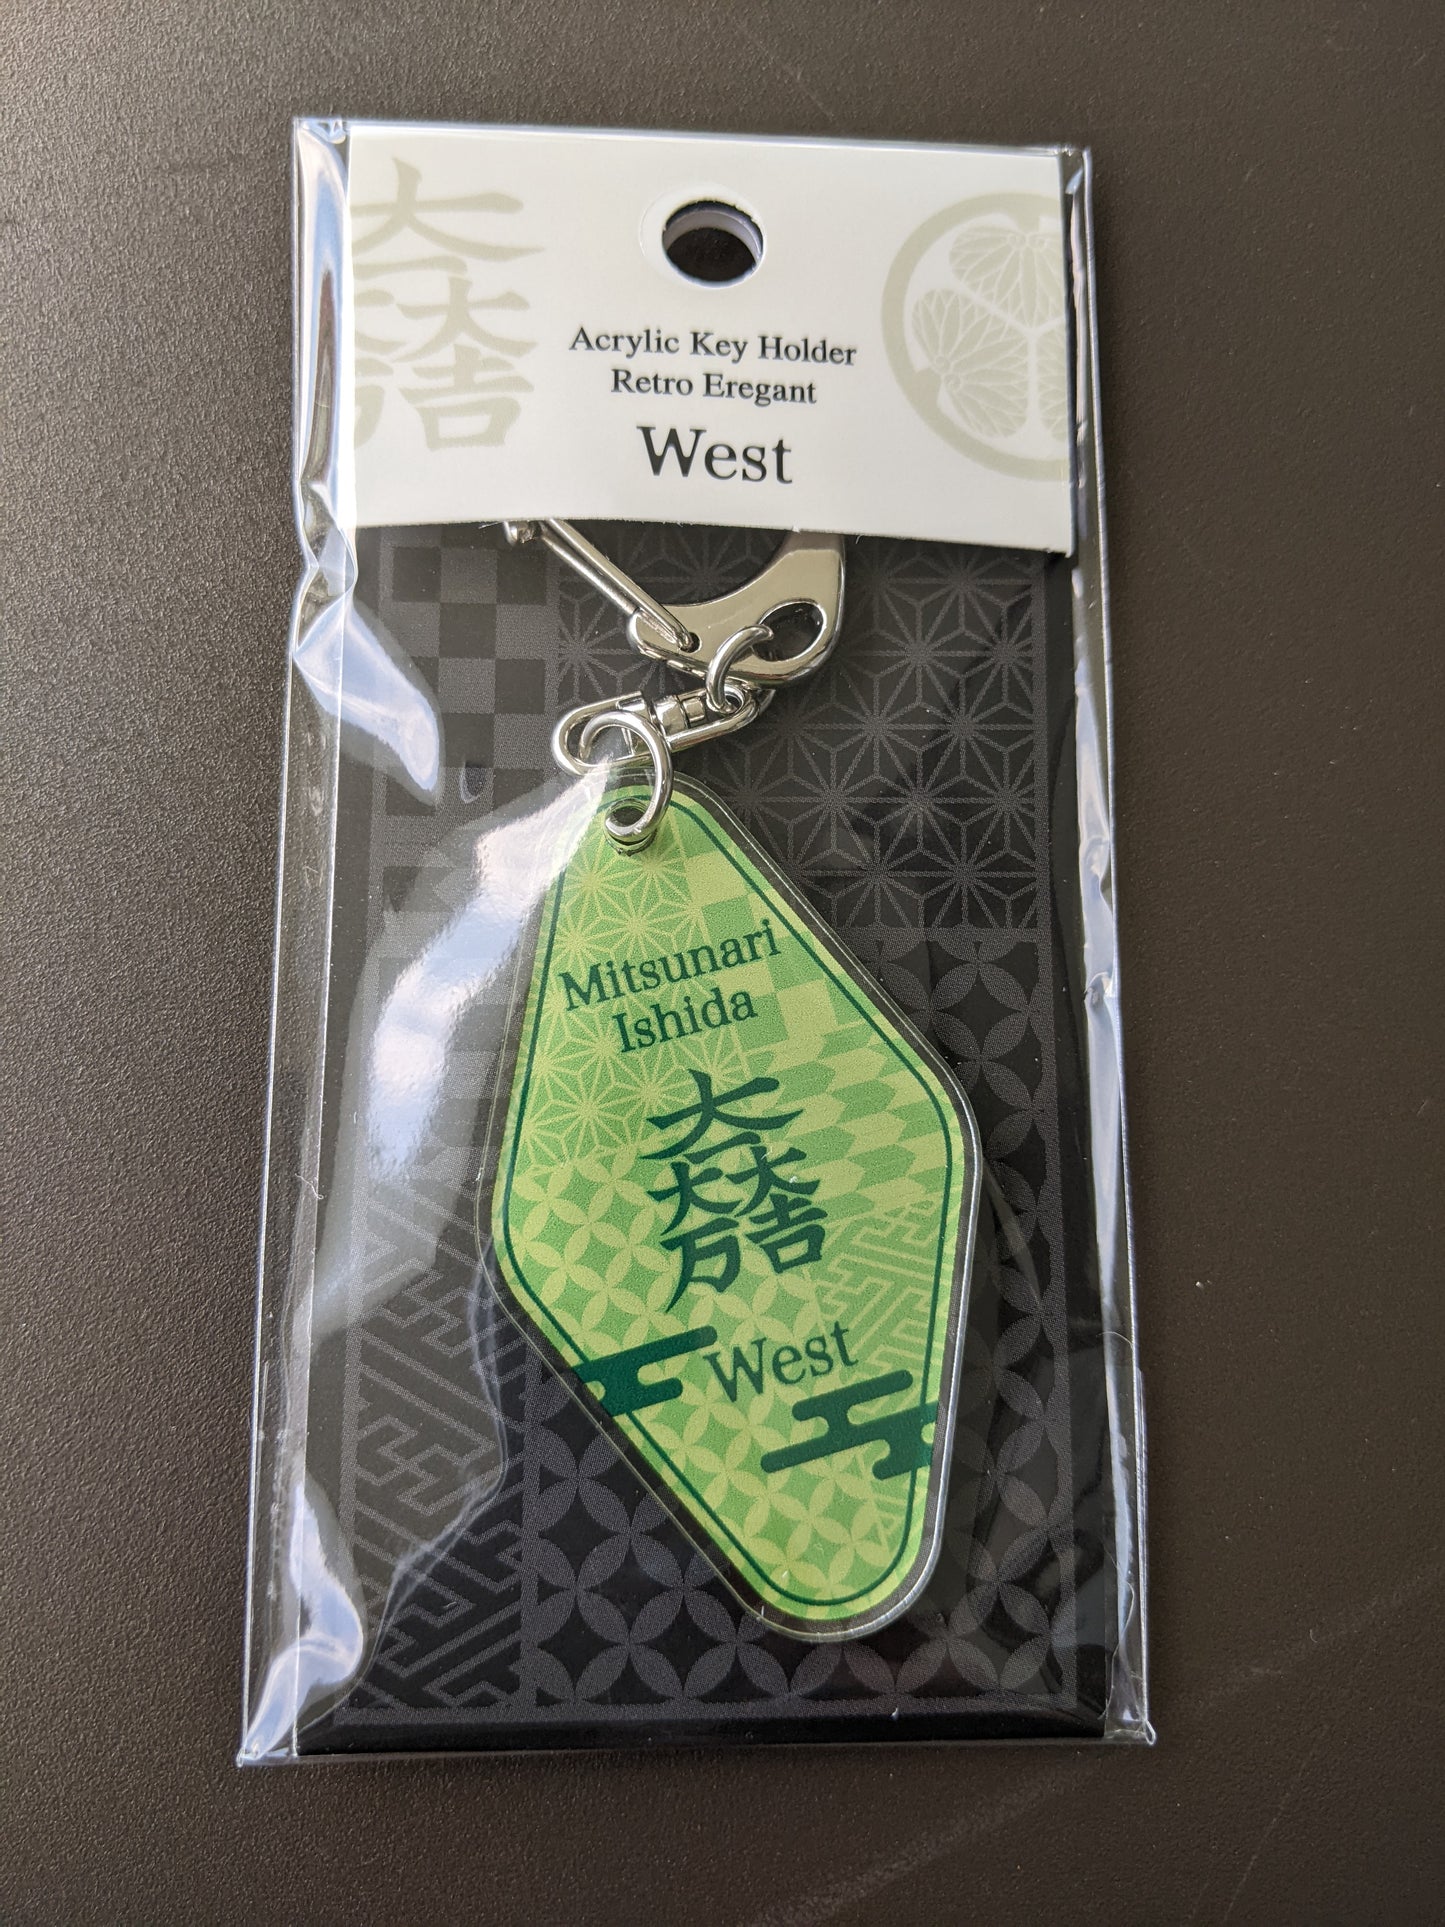 大
一大
大吉
Acrylic Key Holder
Retro Eregant
West
Mitsunari
Ishida
大一大
大吉
万
West